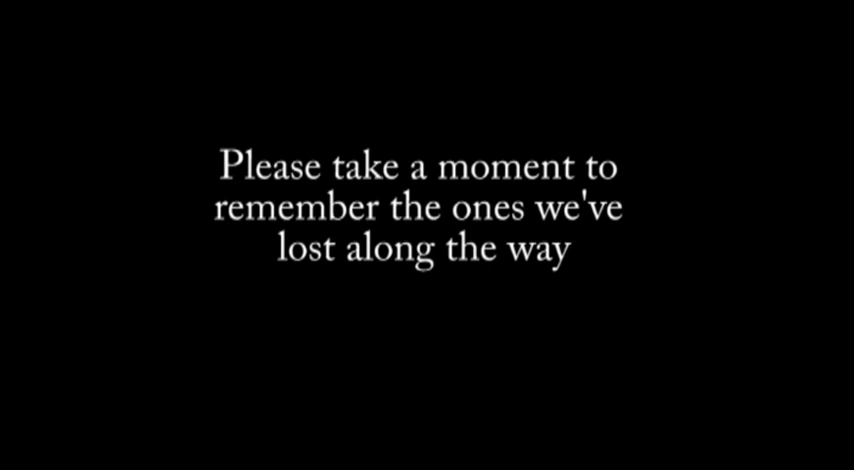 Please take a moment to
remember the ones we've
lost along the way